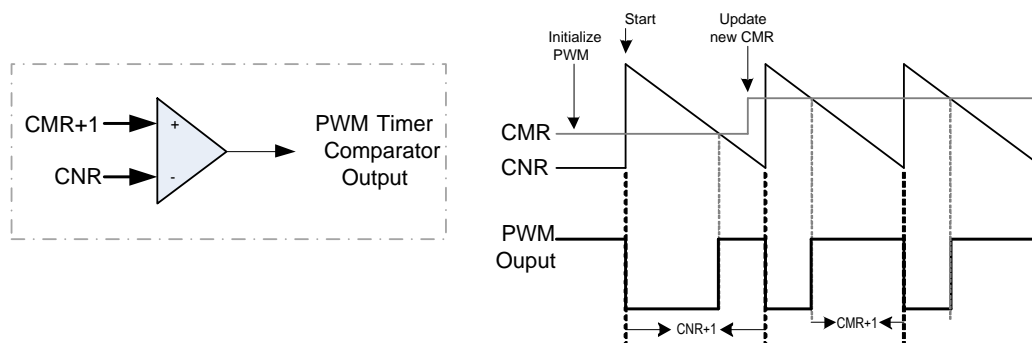 CMR+1
+
CNR
-
PWM Timer
Comparator
Output
Start
Initialize
PWM
Update
new CMR
CMR
CNR
PWM
Ouput
CNR+1
CMR+1